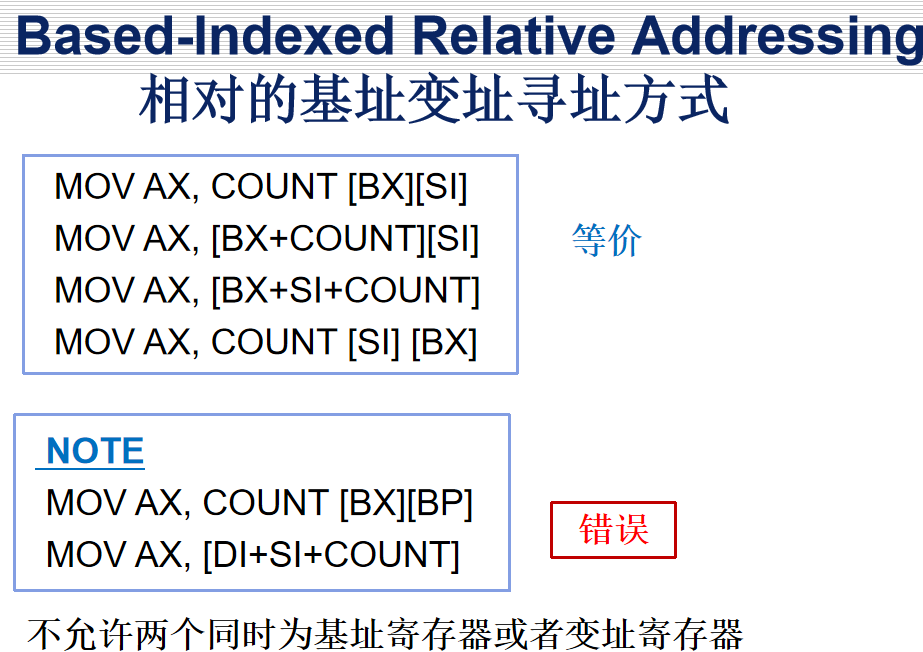 Based-Indexed Relative Addressing
相对的基址变址寻址方式
MOV AX, COUNT [BX][SI]
MOV AX, [BX+COUNT][SI]
MOV AX, [BX+SI+COUNT]
MOV AX, COUNT [SI] [BX]
等价
NOTE
MOV AX, COUNT [BX][BP]
MOV AX, [DI+SI+COUNT]
错误
不允许两个同时为基址寄存器或者变址寄存器